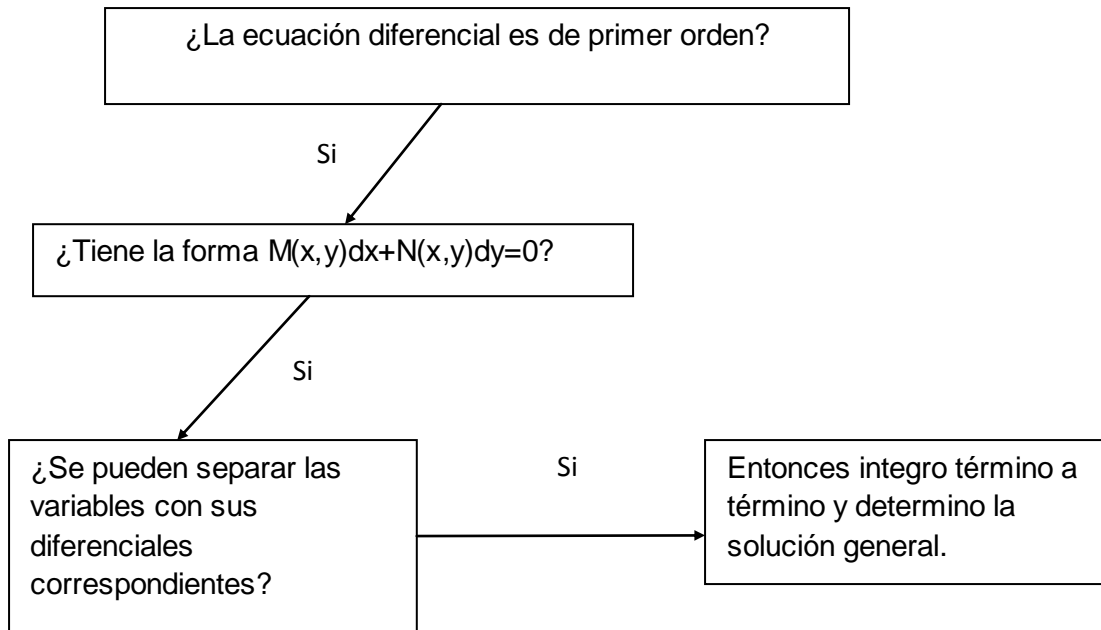 ¿La ecuación diferencial es de primer orden?
Si
¿Tiene la forma M(x,y)dx+N(x,y)dy=0?
Si
¿Se pueden separar las
variables con sus
diferenciales
correspondientes?
Si
Entonces integro término a
término y determino la
solución general.